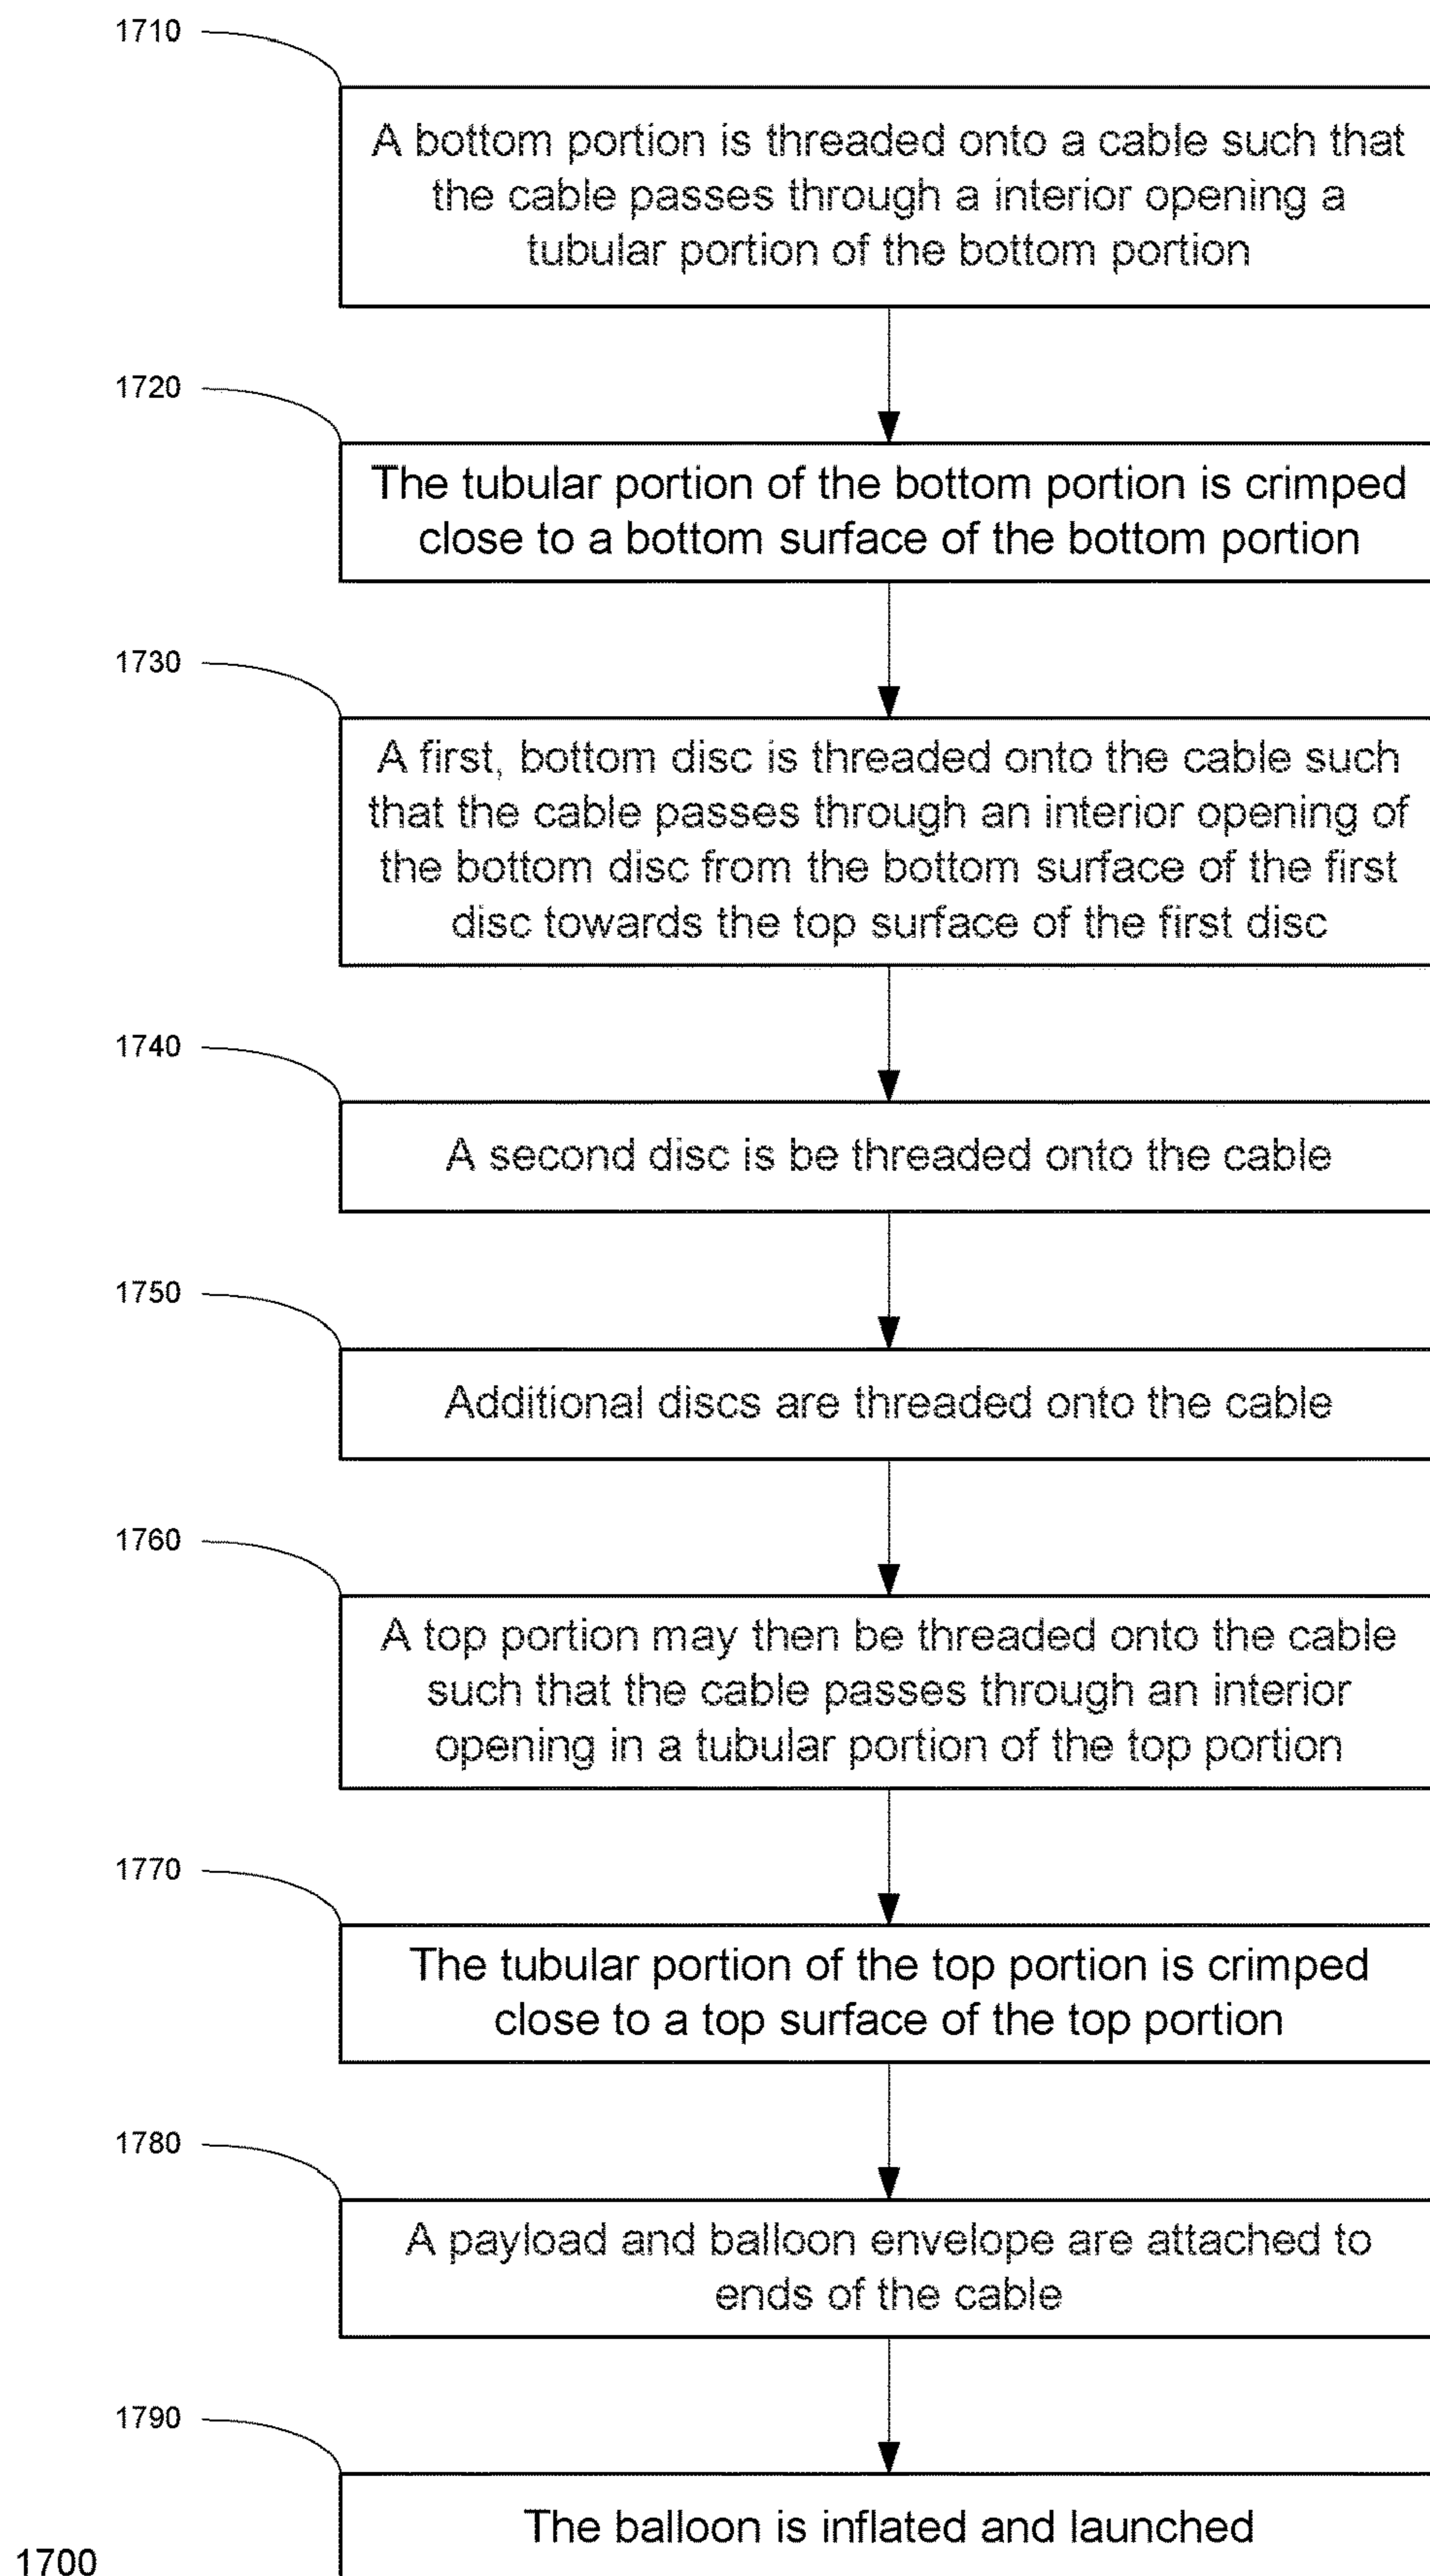 1710
A bottom portion is threaded onto a cable such that
the cable passes through a interior opening a
tubular portion of the bottom portion
1720
The tubular portion of the bottom portion is crimped
close to a bottom surface of the bottom portion
1730
A first, bottom disc is threaded onto the cable such
that the cable passes through an interior opening of
the bottom disc from the bottom surface of the first
disc towards the top surface of the first disc
1740
A second disc is be threaded onto the cable
1750
Additional discs are threaded onto the cable
1760
A top portion may then be threaded onto the cable
such that the cable passes through an interior
opening in a tubular portion of the top portion
1770
The tubular portion of the top portion is crimped
close to a top surface of the top portion
1780
A payload and balloon envelope are attached to
ends of the cable
1790
The balloon is inflated and launched
1700